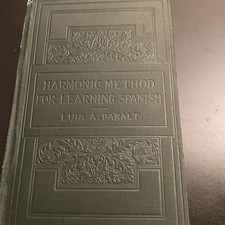 HARMONIC METHOD
FOR LEARNING SPANISH
LUIS A. BARALT